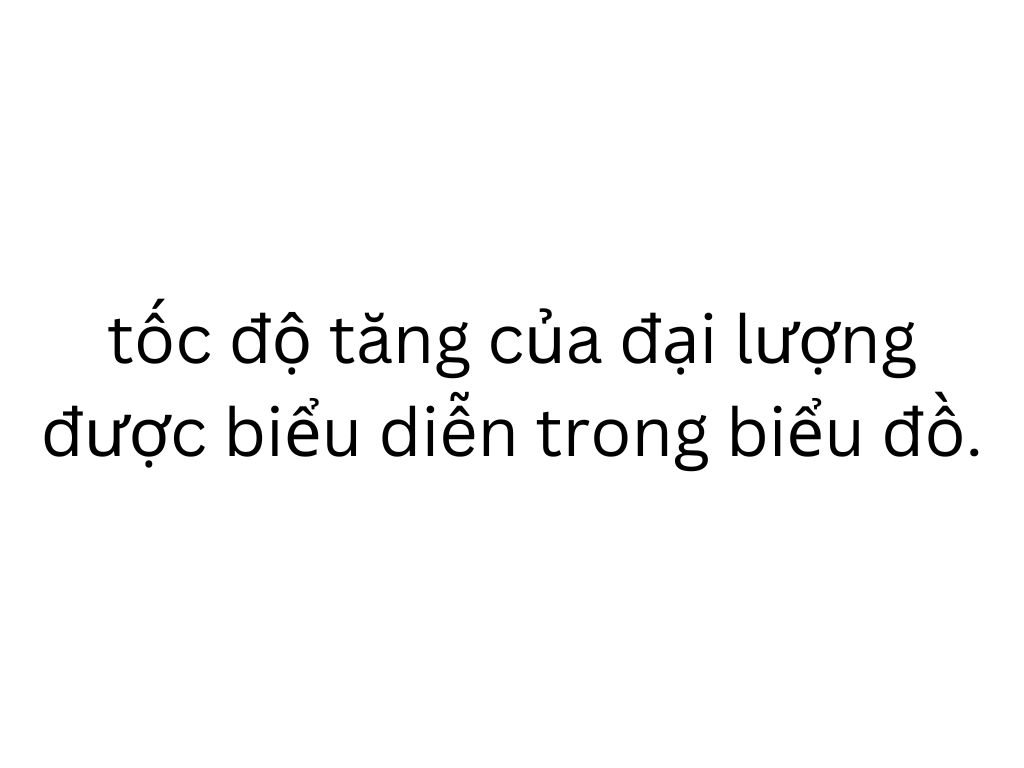 tốc độ tăng của đại lượng
được biểu diễn trong biểu đồ.